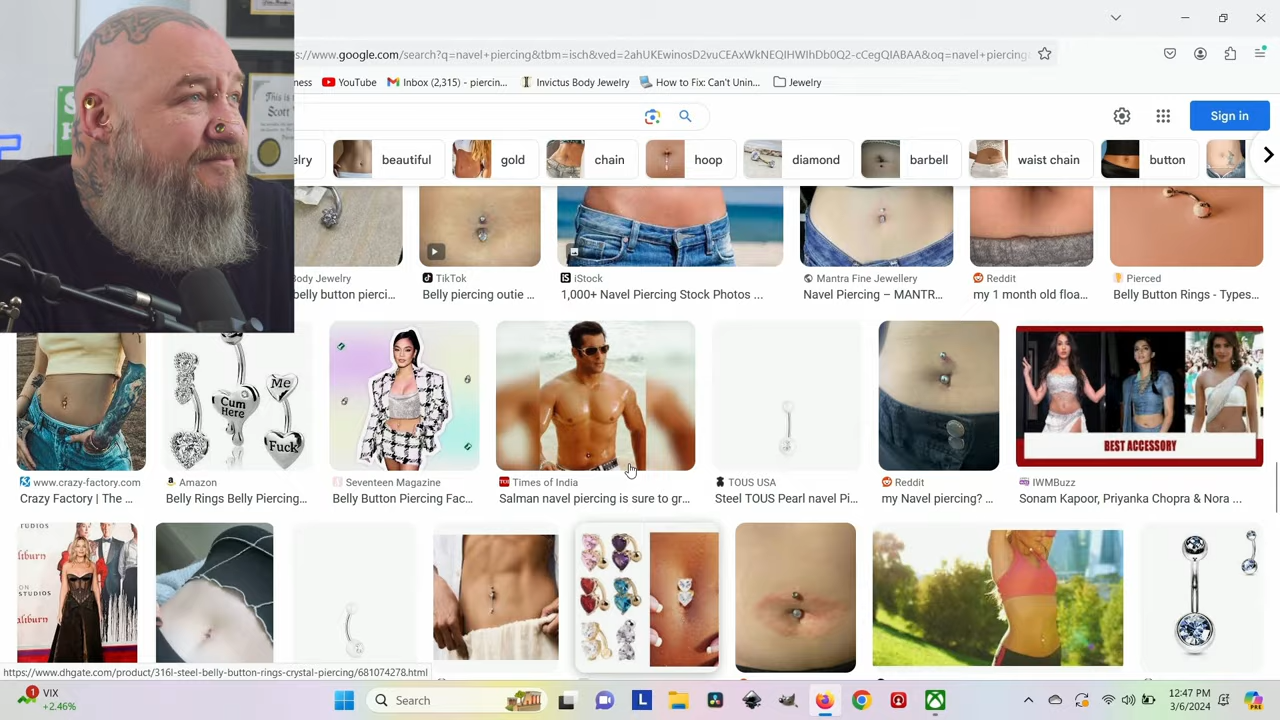 s://www.google.com/search?q=navel+piercing&tbm=isch&ved=2ahUKEwinosD2xuCEAxWkNEQIHWIhDb0Q2-cCegQIABAA&oq=navel+piercing
ness YouTube Inbox (2,315) - piercin... Invictus Body Jewelry How to Fix: Can't Unin... Jewelry
This is
Scott
Sign in
elry beautiful gold chain hoop diamond barbell waist chain button
Body Jewelry TikTok iStock Mantra Fine Jewellery Reddit Pierced
belly button pierci... Belly piercing outie ... 1,000+ Navel Piercing Stock Photos ... Navel Piercing – MANTR... my 1 month old floa... Belly Button Rings - Types...
Me
Cum
Here
Fuck
BEST ACCESSORY
www.crazy-factory.com Amazon Seventeen Magazine Times of India TOUS USA Reddit IWMBuzz
Crazy Factory | The ... Belly Rings Belly Piercing... Belly Button Piercing Fac... Salman navel piercing is sure to gr... Steel TOUS Pearl navel Pi... my Navel piercing? ... Sonam Kapoor, Priyanka Chopra & Nora ...
STUDIOS
https://www.dhgate.com/product/316l-steel-belly-button-rings-crystal-piercing/681074278.html
1 VIX
+2.46%
Search
L
12:47 PM
3/6/2024